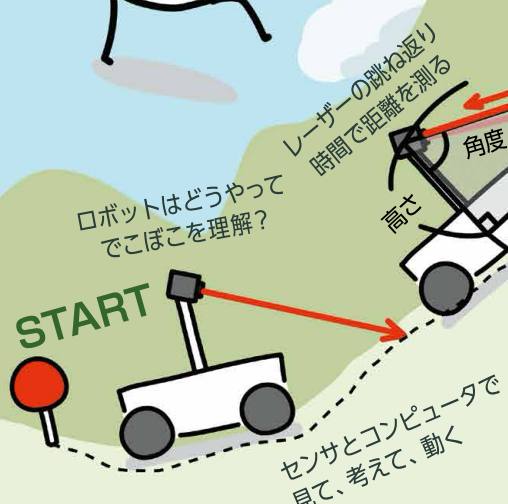 レーザーの跳ね返り
時間で距離を測る
角度
高さ
ロボットはどうやって
でこぼこを理解？
START
センサとコンピュータで
見て、考えて、動く